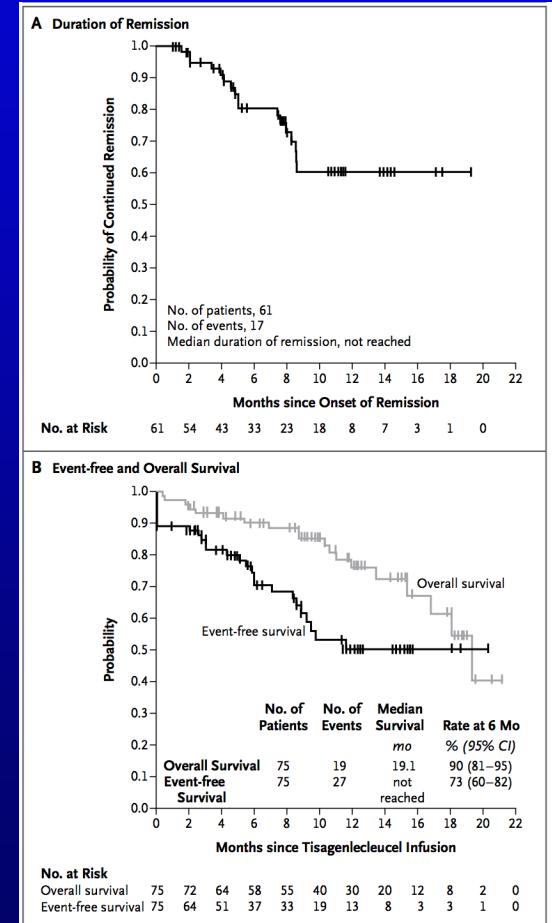 A Duration of Remission
1.0
0.9
0.8
0.7
0.6
0.5
0.4
0.3
0.2
0.1
0.0
Probability of Continued Remission
No. of patients, 61
No. of events, 17
Median duration of remission, not reached
0 2 4 6 8 10 12 14 16 18 20 22
Months since Onset of Remission
No. at Risk 61 54 43 33 23 18 8 7 3 1 0
B Event-free and Overall Survival
1.0
0.9
0.8
0.7
0.6
0.5
0.4
0.3
0.2
0.1
0.0
Probability
Overall survival
Event-free survival
No. of Patients No. of Events Median Survival Rate at 6 Mo
mo % (95% CI)
Overall Survival 75 19 19.1 90 (81–95)
Event-free Survival 75 27 not reached 73 (60–82)
0 2 4 6 8 10 12 14 16 18 20 22
Months since Tisagenlecleucel Infusion
No. at Risk
Overall survival 75 72 64 58 55 40 30 20 12 8 2 0
Event-free survival 75 64 51 37 33 19 13 8 3 3 1 0